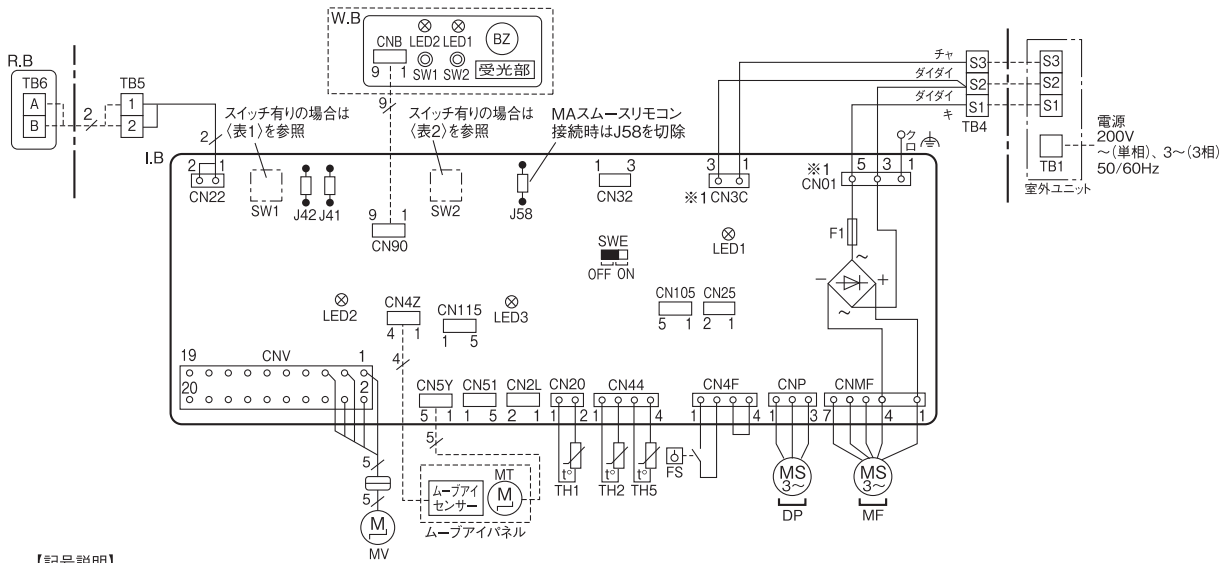 W.B
CNB
LED2 LED1
BZ
9 1
SW1 SW2
受光部
R.B
TB6
A
B
2
TB5
1
2
2
9
スイッチ有りの場合は
〈表1〉を参照
スイッチ有りの場合は
〈表2〉を参照
MAスムースリモコン
接続時はJ58を切除
チャ
ダイダイ
ダイダイ
キ
S3
S2
S1
TB4
S3
S2
S1
TB1
室外ユニット
電源
200V
～(単相)、3～(3相)
50/60Hz
クロ
I.B
2 1
CN22
SW1
J42 J41
9 1
CN90
SW2
J58
1 3
CN32
3 1
※1 CN3C
※1
CN01
5 3 1
LED1
F1
SWE
OFF ON
～
－ ＋
～
LED2
CN4Z
4 1
CN115
1 5
LED3
CN105
5 1
CN25
2 1
19 CNV 1
20 2
4
CN5Y
5 1
CN51
1 5
CN2L
2 1
CN20
1 2
CN44
1 4
CN4F
1 4
CNP
1 3
CNMF
7 4 1
5
5
5
M
MV
ムーブアイ
センサー
MT
M
ムーブアイパネル
t°
TH1
t°
TH2
t°
TH5
FS
MS
3～
DP
MS
3～
MF
【記号説明】